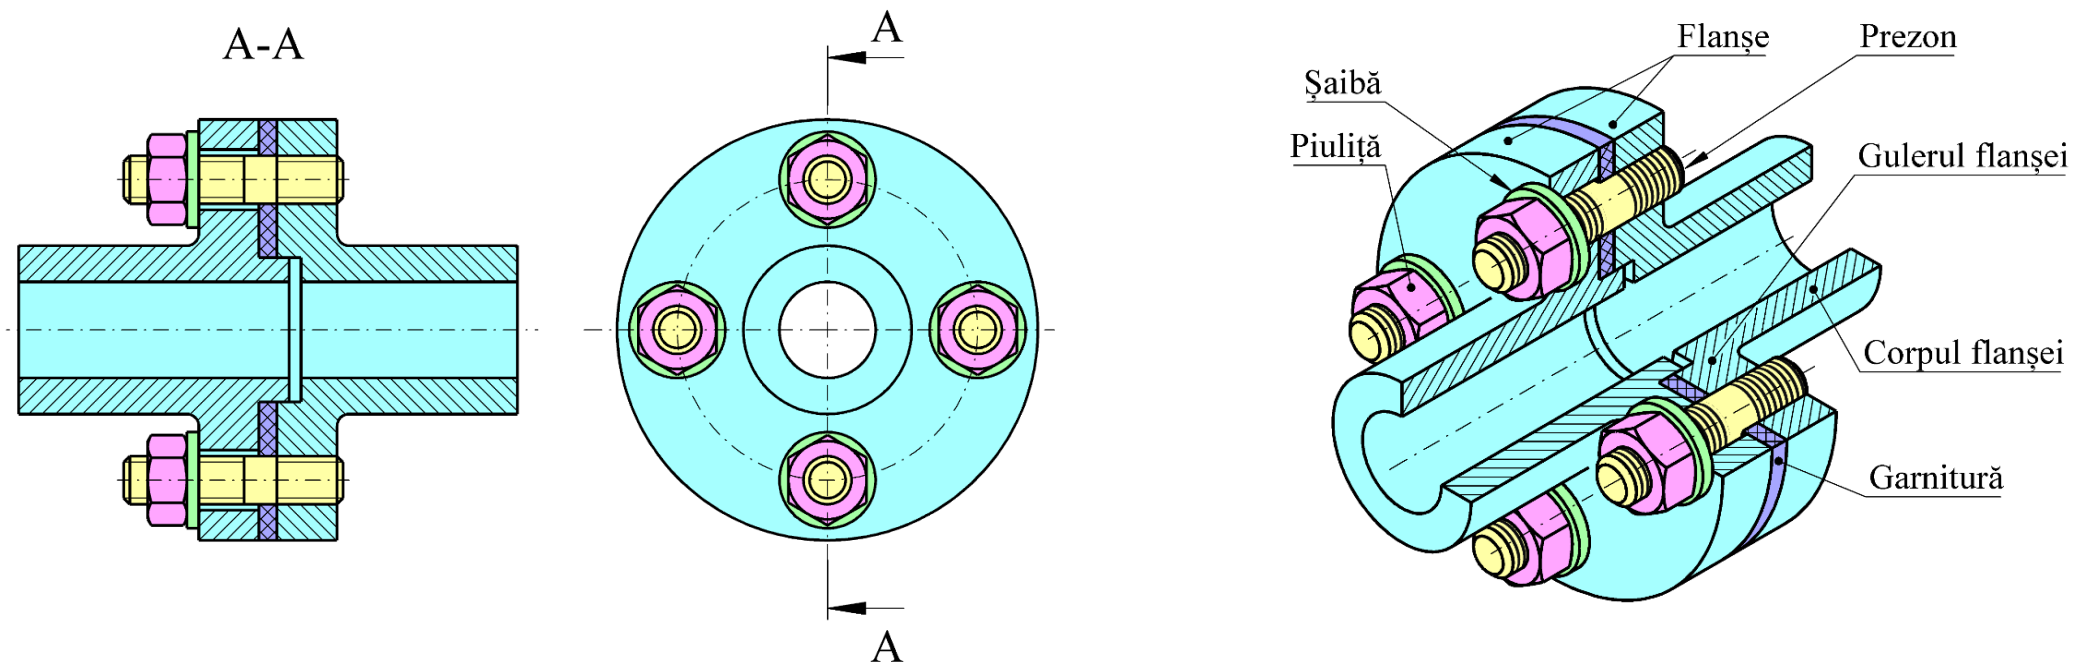 A-A
A
A
Flanșe
Prezon
Șaibă
Piuliță
Gulerul flanșei
Corpul flanșei
Garnitură